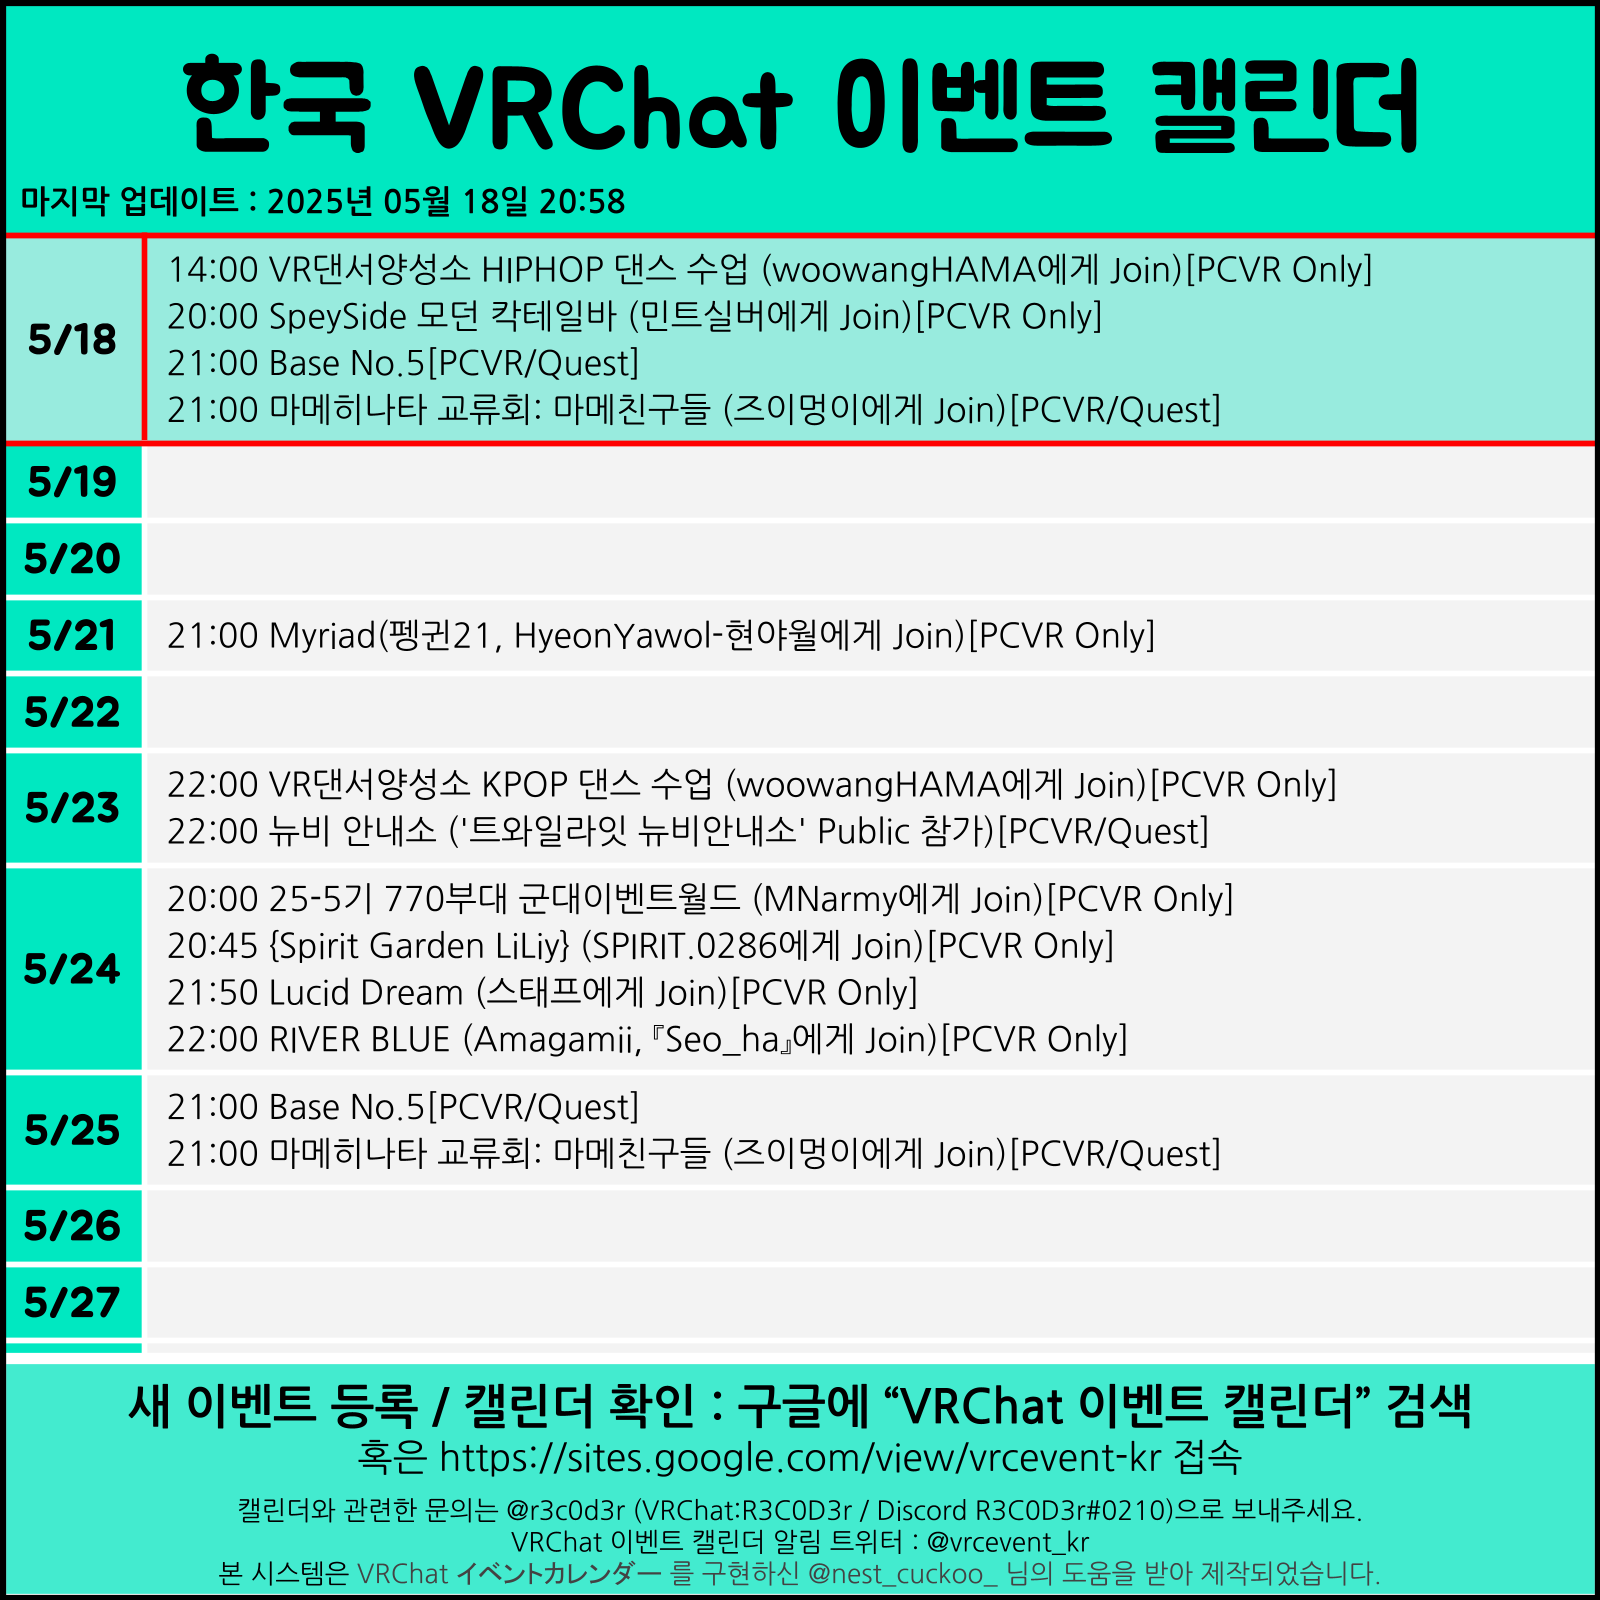 한국 VRChat 이벤트 캘린더
마지막 업데이트 : 2025년 05월 18일 20:58
5/18
14:00 VR댄서양성소 HIPHOP 댄스 수업 (woowangHAMA에게 Join)[PCVR Only]
20:00 SpeySide 모던 칵테일바 (민트실버에게 Join)[PCVR Only]
21:00 Base No.5[PCVR/Quest]
21:00 마메히나타 교류회: 마메친구들 (즈이멍이에게 Join)[PCVR/Quest]
5/19
5/20
5/21
21:00 Myriad(펭귄21, HyeonYawol-현야월에게 Join)[PCVR Only]
5/22
5/23
22:00 VR댄서양성소 KPOP 댄스 수업 (woowangHAMA에게 Join)[PCVR Only]
22:00 뉴비 안내소 ('트와일라잇 뉴비안내소' Public 참가)[PCVR/Quest]
5/24
20:00 25-5기 770부대 군대이벤트월드 (MNarmy에게 Join)[PCVR Only]
20:45 {Spirit Garden LiLiy} (SPIRIT.0286에게 Join)[PCVR Only]
21:50 Lucid Dream (스태프에게 Join)[PCVR Only]
22:00 RIVER BLUE (Amagamii, 『Seo_ha』에게 Join)[PCVR Only]
5/25
21:00 Base No.5[PCVR/Quest]
21:00 마메히나타 교류회: 마메친구들 (즈이멍이에게 Join)[PCVR/Quest]
5/26
5/27
새 이벤트 등록 / 캘린더 확인 : 구글에 “VRChat 이벤트 캘린더” 검색
혹은 https://sites.google.com/view/vrcevent-kr 접속
캘린더와 관련한 문의는 @r3c0d3r (VRChat:R3C0D3r / Discord R3C0D3r#0210)으로 보내주세요.
VRChat 이벤트 캘린더 알림 트위터 : @vrcevent_kr
본 시스템은 VRChat イベントカレンダー 를 구현하신 @nest_cuckoo_ 님의 도움을 받아 제작되었습니다.